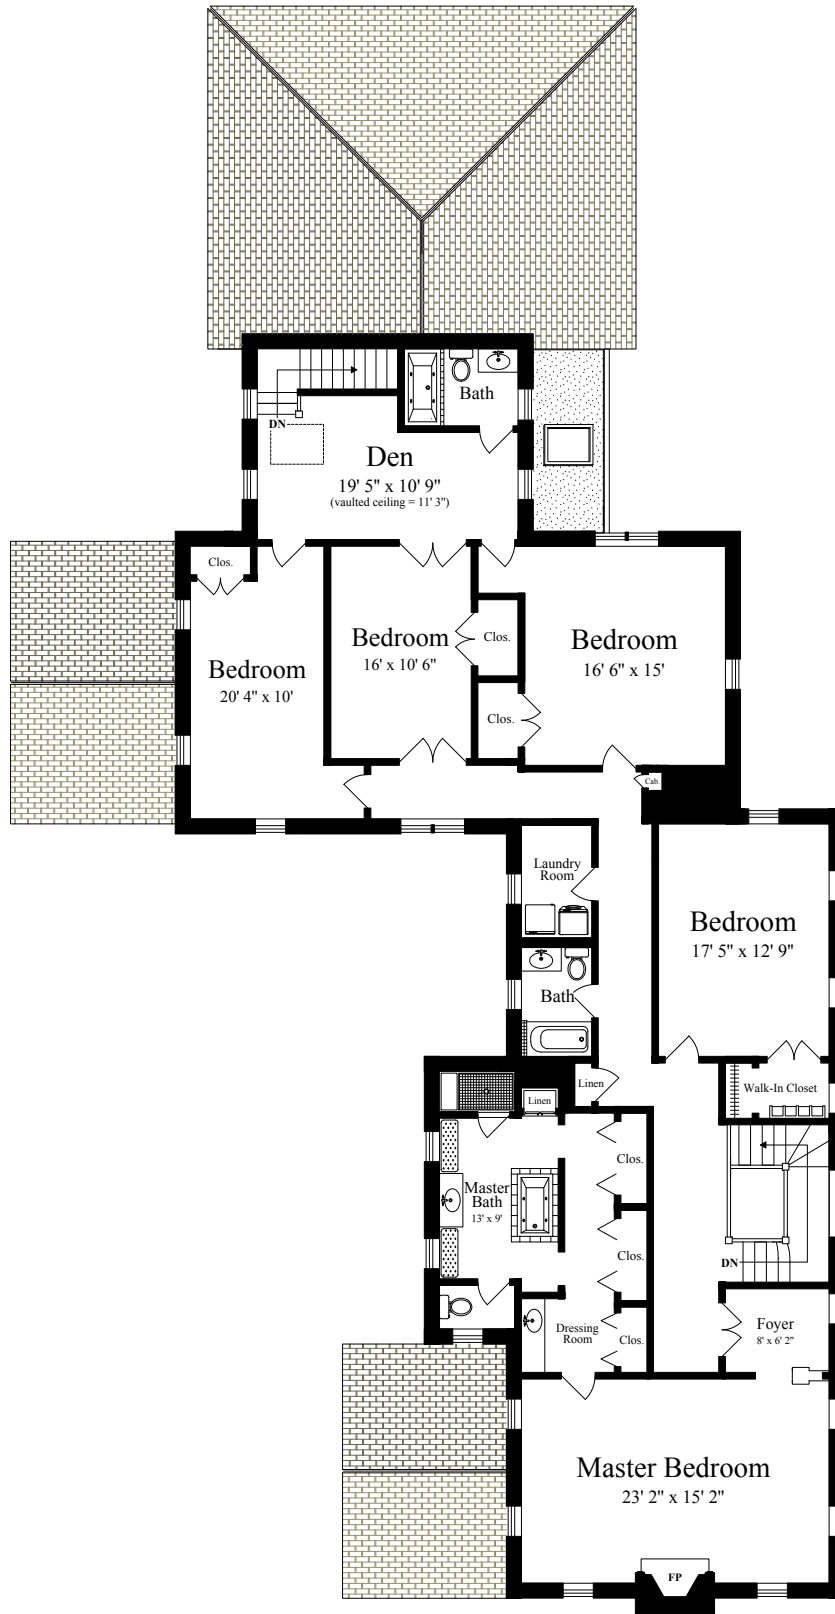 Bath
DN
Den
19' 5" x 10' 9"
(vaulted ceiling = 11' 3")
Clos.
Bedroom
20' 4" x 10'
Bedroom
16' x 10' 6"
Clos.
Clos.
Bedroom
16' 6" x 15'
Cab.
Laundry
Room
Bedroom
17' 5" x 12' 9"
Bath
Linen
Linen
Walk-In Closet
Clos.
Master
Bath
13' x 9'
Clos.
DN
Dressing
Room
Clos.
Foyer
8' x 6' 2"
Master Bedroom
23' 2" x 15' 2"
FP